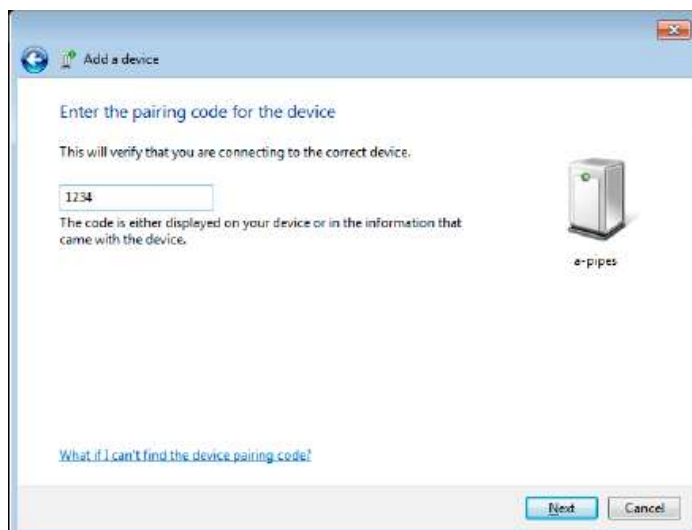 Add a device
Enter the pairing code for the device
This will verify that you are connecting to the correct device.
1234
The code is either displayed on your device or in the information that
came with the device.
a-pipes
What if I can't find the device pairing code?
Next
Cancel